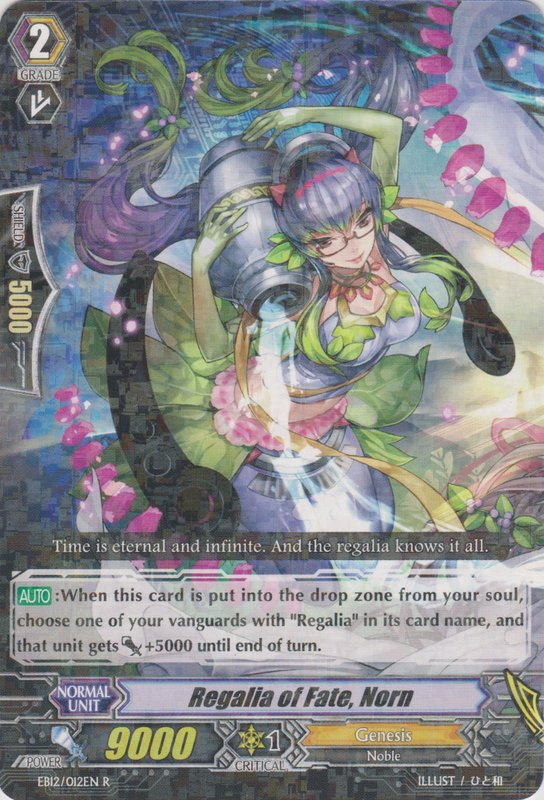 2
GRADE
SHIELD
5000
Time is eternal and infinite. And the regalia knows it all.
AUTO:When this card is put into the drop zone from your soul,
choose one of your vanguards with "Regalia" in its card name, and
that unit gets +5000 until end of turn.
NORMAL
UNIT
Regalia of Fate, Norn
POWER
9000
1
CRITICAL
Genesis
Noble
EB12/012EN R
ILLUST / ひと和